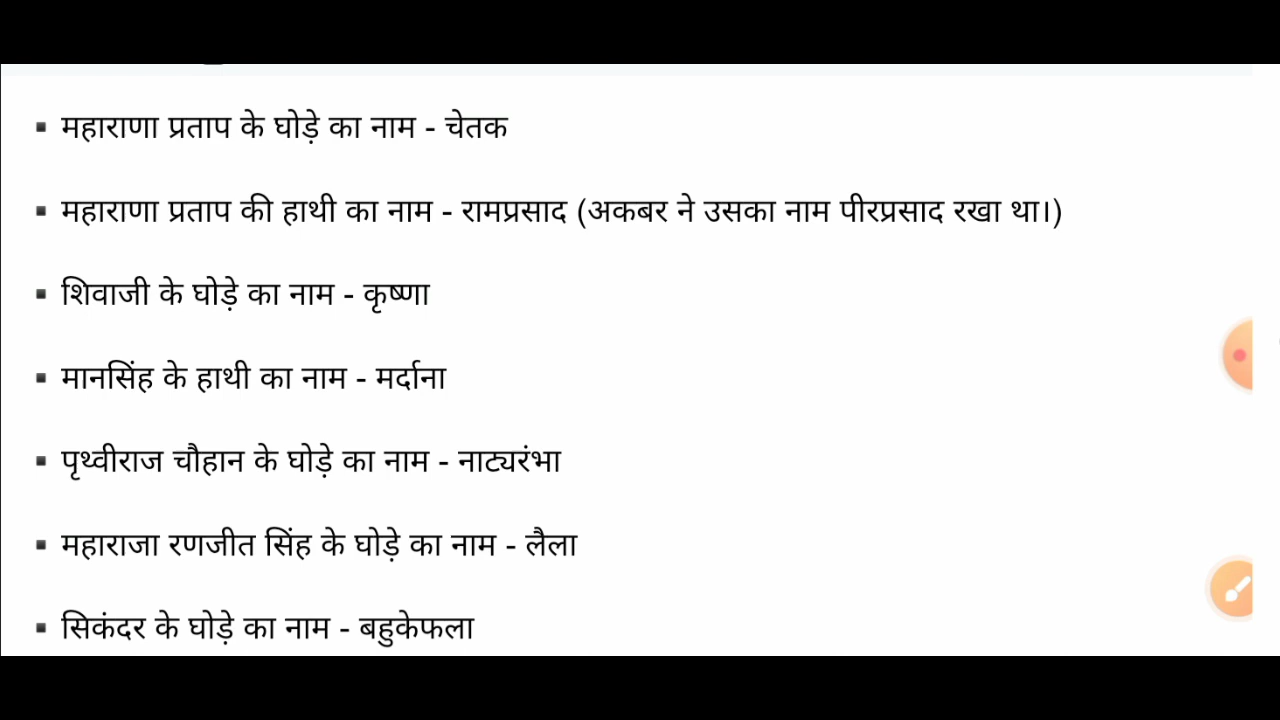 ▪ महाराणा प्रताप के घोड़े का नाम - चेतक
▪ महाराणा प्रताप की हाथी का नाम - रामप्रसाद (अकबर ने उसका नाम पीरप्रसाद रखा था।)
▪ शिवाजी के घोड़े का नाम - कृष्णा
▪ मानसिंह के हाथी का नाम - मर्दाना
▪ पृथ्वीराज चौहान के घोड़े का नाम - नाट्यरंभा
▪ महाराजा रणजीत सिंह के घोड़े का नाम - लैला
▪ सिकंदर के घोड़े का नाम - बहुकेफला